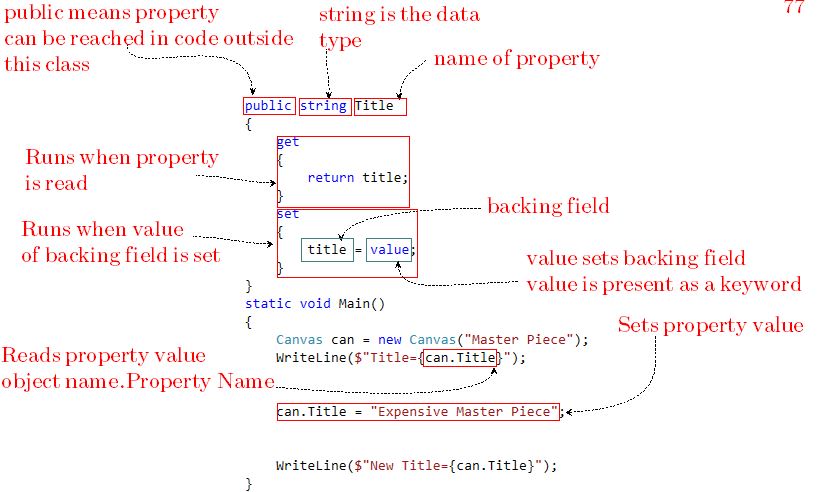 77
public means property
can be reached in code outside
this class
string is the data
type
name of property
public string Title
{
get
{
return title;
}
set
{
title = value;
}
}
Runs when property
is read
Runs when value
of backing field is set
backing field
value sets backing field
value is present as a keyword
static void Main()
{
Canvas can = new Canvas("Master Piece");
WriteLine($"Title={can.Title}");
can.Title = "Expensive Master Piece";
WriteLine($"New Title={can.Title}");
}
Sets property value
Reads property value
object name.Property Name